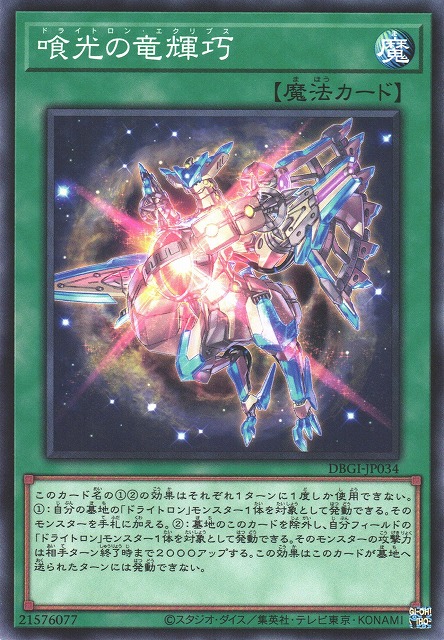 ドライトロン・エクリプス
喰光の竜輝巧
魔
【魔法カード】
DBGI-JP034
このカード名の①②の効果はそれぞれ1ターンに1度しか使用できない。
①：自分の墓地の「ドライトロン」モンスター1体を対象として発動できる。その
モンスターを手札に加える。②：墓地のこのカードを除外し、自分フィールドの
「ドライトロン」モンスター1体を対象として発動できる。そのモンスターの攻撃力
は相手ターン終了時まで2000アップする。この効果はこのカードが墓地へ
送られたターンには発動できない。
21576077
©スタジオ・ダイス／集英社・テレビ東京・KONAMI